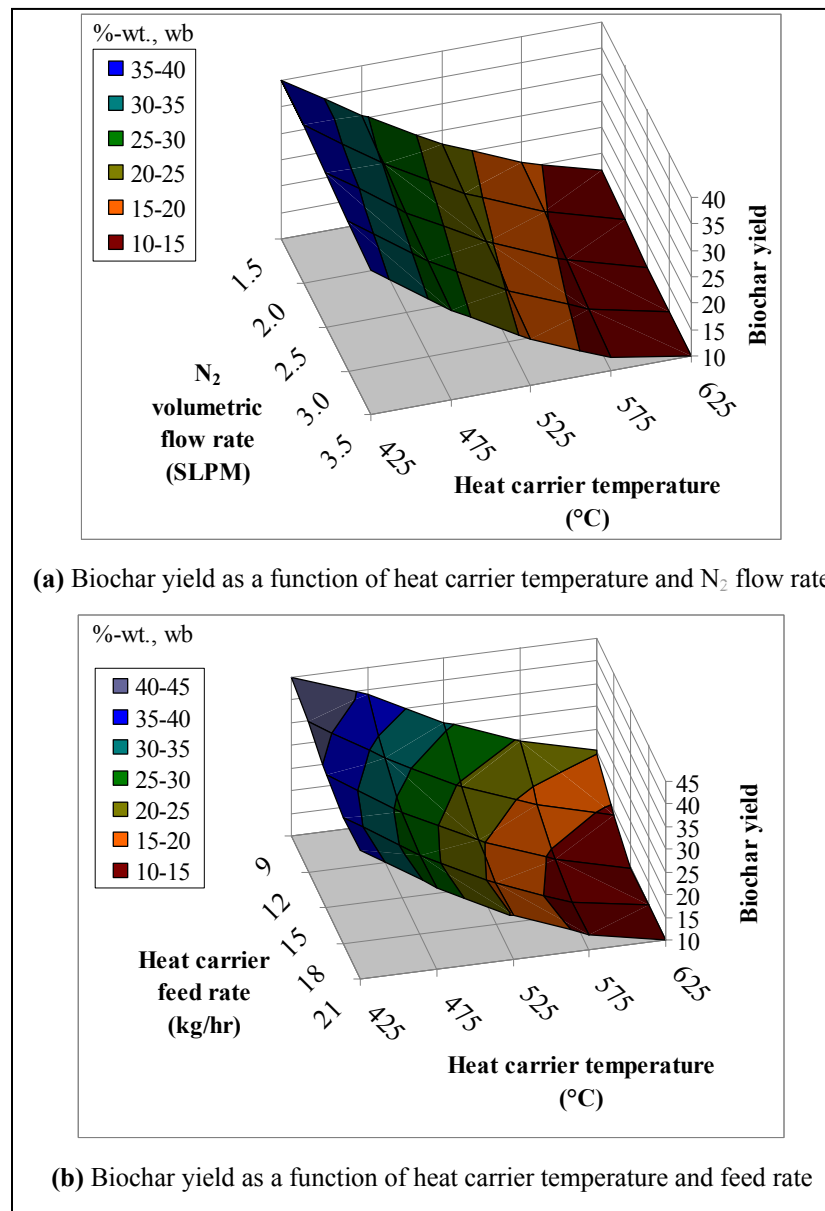 %-wt., wb
35-40
30-35
25-30
20-25
15-20
10-15
40
35
30
25
20
15
10
Biochar yield
1.5
2.0
2.5
3.0
3.5
N₂
volumetric
flow rate
(SLPM)
425
475
525
575
625
Heat carrier temperature
(°C)
(a) Biochar yield as a function of heat carrier temperature and N₂ flow rate
%-wt., wb
40-45
35-40
30-35
25-30
20-25
15-20
10-15
45
40
35
30
25
20
15
10
Biochar yield
9
12
15
18
21
Heat carrier
feed rate
(kg/hr)
425
475
525
575
625
Heat carrier temperature
(°C)
(b) Biochar yield as a function of heat carrier temperature and feed rate